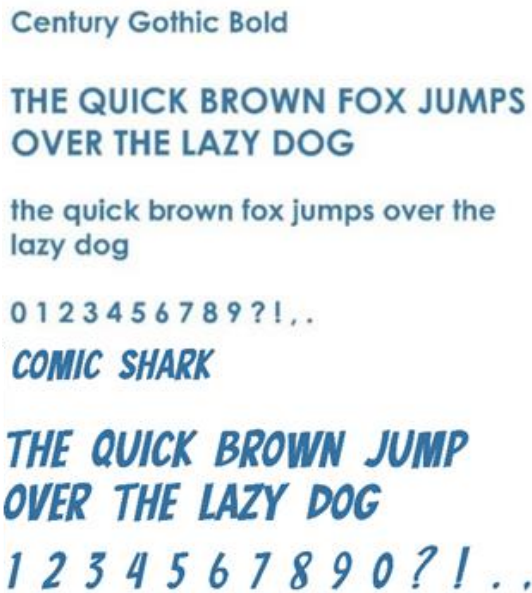 Century Gothic Bold
THE QUICK BROWN FOX JUMPS
OVER THE LAZY DOG
the quick brown fox jumps over the
lazy dog
0 1 2 3 4 5 6 7 8 9 ? ! , .
COMIC SHARK
THE QUICK BROWN JUMP
OVER THE LAZY DOG
1 2 3 4 5 6 7 8 9 0 ? ! . .